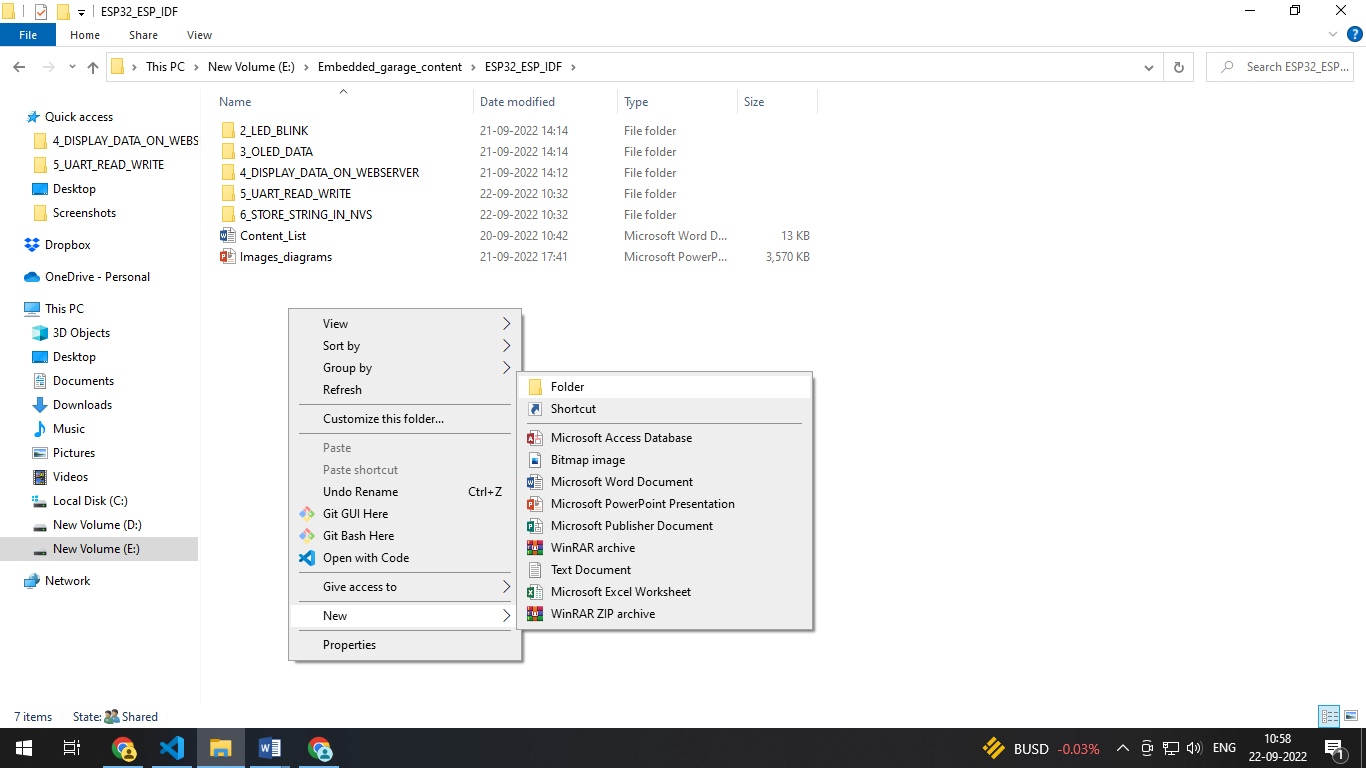 ESP32_ESP_IDF
File Home Share View
This PC New Volume (E:) Embedded_garage_content ESP32_ESP_IDF Search ESP32_ESP...
Name Date modified Type Size
Quick access
4_DISPLAY_DATA_ON_WEBS
5_UART_READ_WRITE
Desktop
Screenshots
Dropbox
OneDrive - Personal
This PC
3D Objects
Desktop
Documents
Downloads
Music
Pictures
Videos
Local Disk (C:)
New Volume (D:)
New Volume (E:)
Network
2_LED_BLINK 21-09-2022 14:14 File folder
3_OLED_DATA 21-09-2022 14:14 File folder
4_DISPLAY_DATA_ON_WEBSERVER 21-09-2022 14:12 File folder
5_UART_READ_WRITE 22-09-2022 10:32 File folder
6_STORE_STRING_IN_NVS 22-09-2022 10:32 File folder
Content_List 20-09-2022 10:42 Microsoft Word D... 13 KB
Images_diagrams 21-09-2022 17:41 Microsoft PowerP... 3,570 KB
View
Sort by
Group by
Refresh
Customize this folder...
Paste
Paste shortcut
Undo Rename Ctrl+Z
Git GUI Here
Git Bash Here
Open with Code
Give access to
New
Properties
Folder
Shortcut
Microsoft Access Database
Bitmap image
Microsoft Word Document
Microsoft PowerPoint Presentation
Microsoft Publisher Document
WinRAR archive
Text Document
Microsoft Excel Worksheet
WinRAR ZIP archive
7 items State: Shared
BUSD -0.03% ENG 10:58
22-09-2022
1